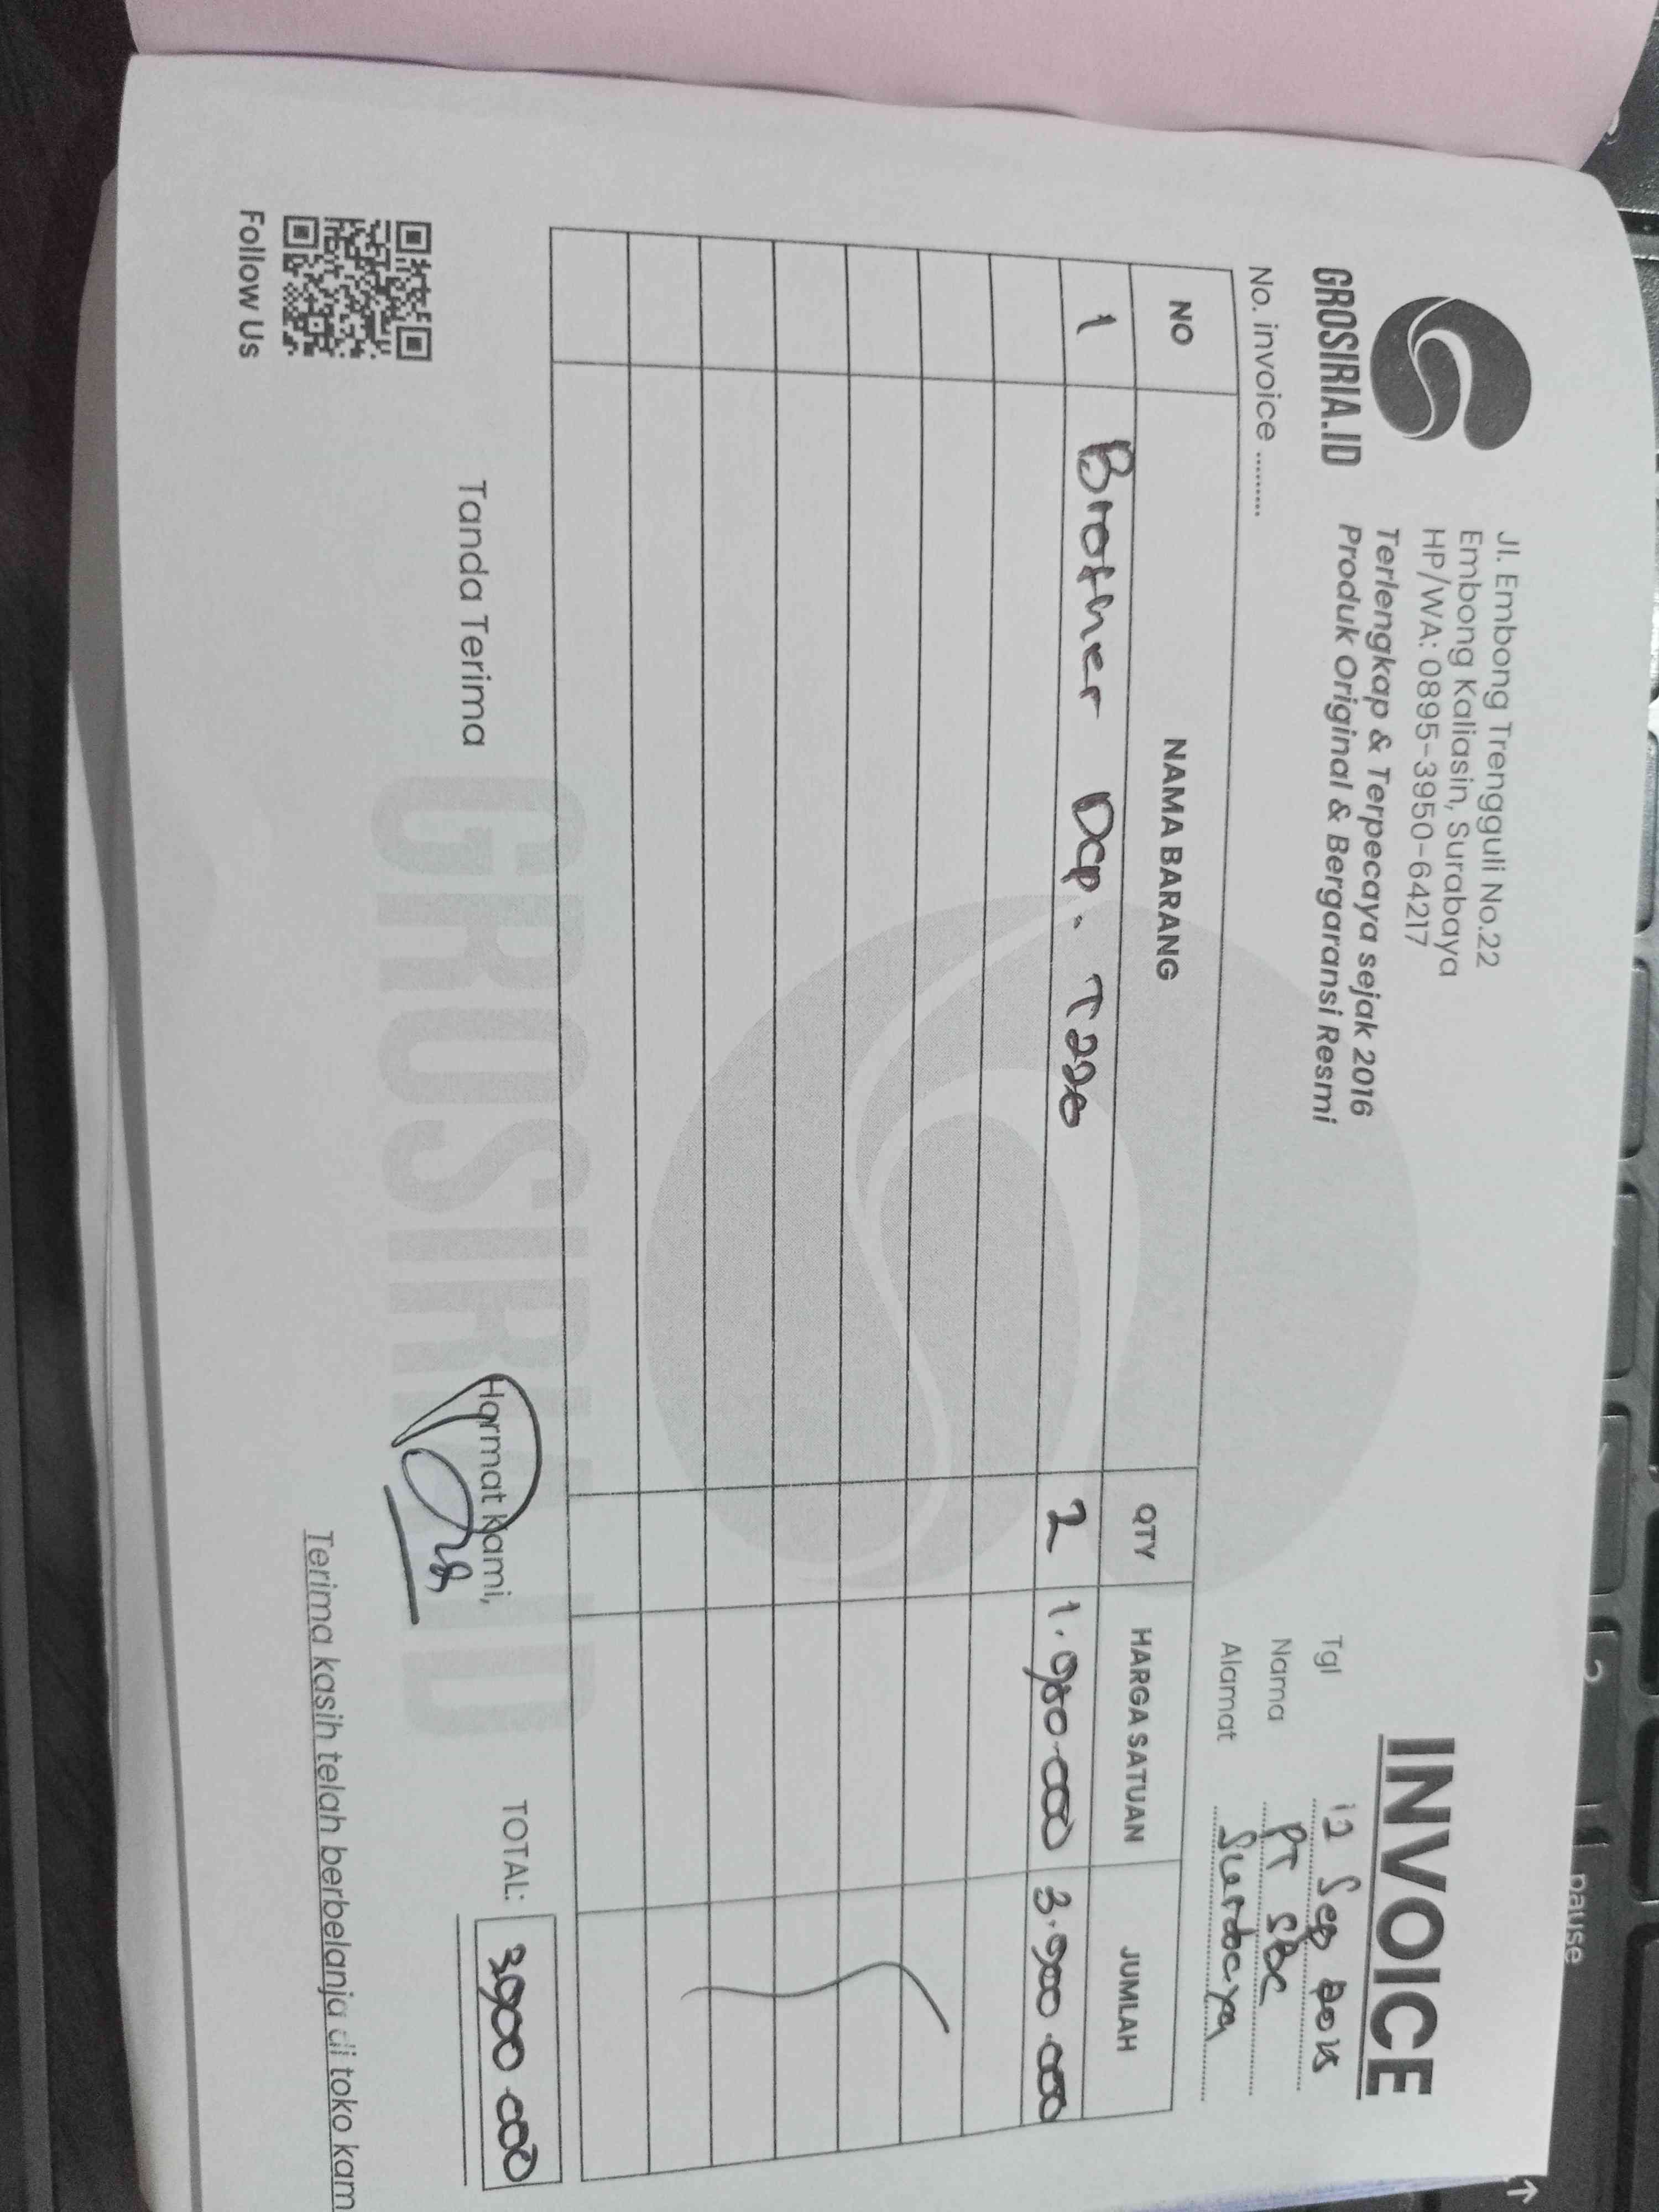 GROSIRIA.ID
Jl. Embong Trengguli No.22
Embong Kaliasin, Surabaya
HP/WA: 0895-3950-64217
Terlengkap & Terpecaya sejak 2016
Produk Original & Bergaransi Resmi
INVOICE
Tgl 12 Sep
Nama PT SBC
Alamat Surabaya
No. invoice .........
NO NAMA BARANG QTY HARGA SATUAN JUMLAH
1 Brother Dcp. T220 2 1.980.000 3.900.000
GROSIRIA.ID
Tanda Terima Hormat Kami, TOTAL: 3900 000
Follow Us
Terima kasih telah berbelanja di toko kam
pause